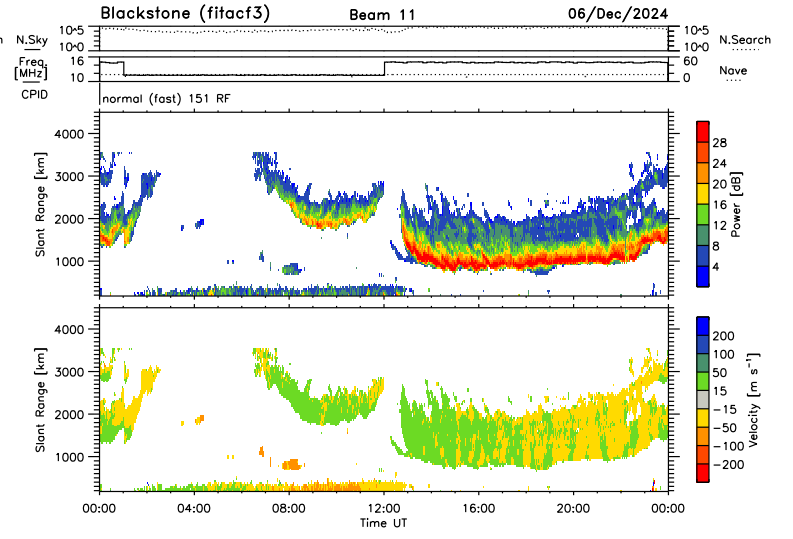 Blackstone (fitacf3) Beam 11 06/Dec/2024
n N.Sky 10^5 10^5 N.Search
10^0 10^0
Freq. 16 60
[MHz] 10 0 Nave
CPID normal (fast) 151 RF
4000
3000
2000
1000
Slant Range [km]
28
24
20
16
12
8
4
Power [dB]
4000
3000
2000
1000
Slant Range [km]
200
100
50
15
-15
-50
-100
-200
Velocity [m s⁻¹]
00:00 04:00 08:00 12:00 16:00 20:00 00:00
Time UT